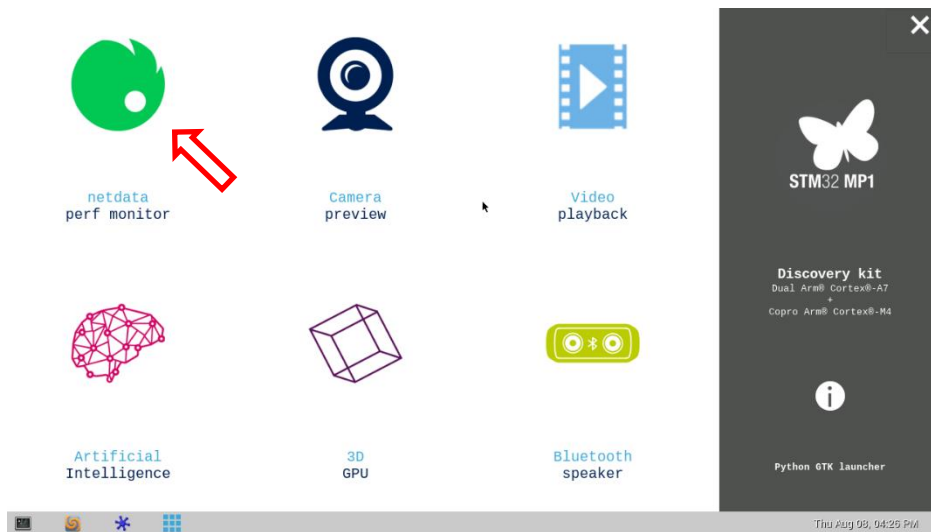 netdata
perf monitor
Camera
preview
Video
playback
STM32 MP1
Discovery kit
Dual Arm® Cortex®-A7
+
Copro Arm® Cortex®-M4
Artificial
Intelligence
3D
GPU
Bluetooth
speaker
Python GTK launcher
Thu Aug 08, 04:25 PM